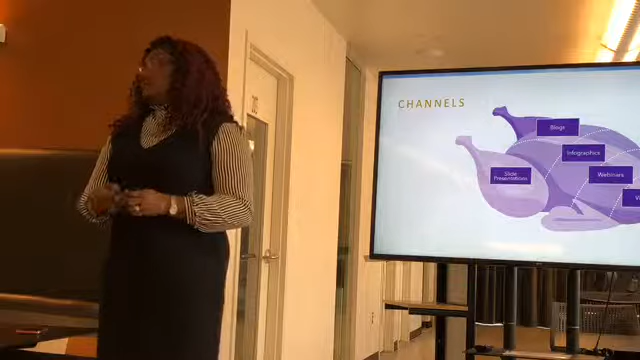 CHANNELS
Blogs
Infographics
Slide
Presentations
Webinars